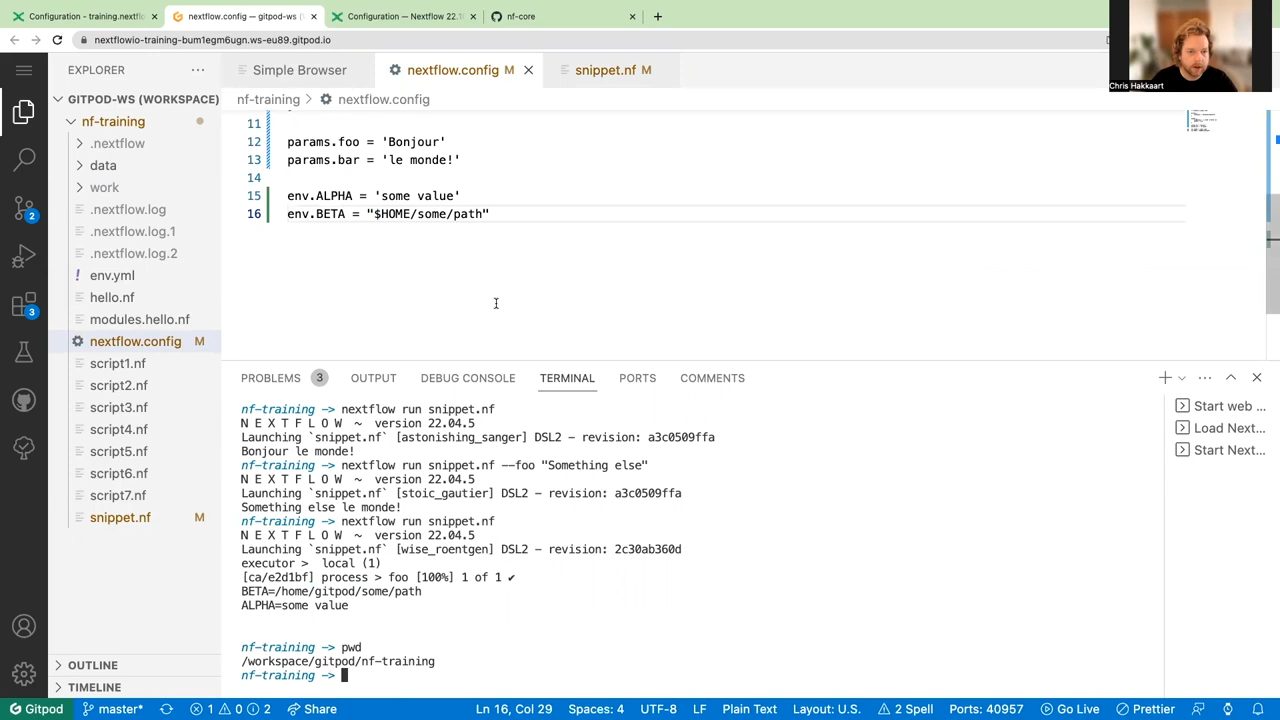 Configuration - training.nextflow
nextflow.config - gitpod-ws (W
Configuration — Nextflow 22.1
nf-core
nextflowio-training-bum1egm6ugn.ws-eu89.gitpod.io
Chris Hakkaart
EXPLORER
GITPOD-WS (WORKSPACE)
nf-training
.nextflow
data
work
.nextflow.log
.nextflow.log.1
.nextflow.log.2
! env.yml
hello.nf
modules.hello.nf
nextflow.config M
script1.nf
script2.nf
script3.nf
script4.nf
script5.nf
script6.nf
script7.nf
snippet.nf M
OUTLINE
TIMELINE
2
3
Simple Browser
nextflow.config M
snippet.nf M
nf-training > nextflow.config
11
12 params.foo = 'Bonjour'
13 params.bar = 'le monde!'
14
15 env.ALPHA = 'some value'
16 env.BETA = "$HOME/some/path"
PROBLEMS 3 OUTPUT DEBUG CONSOLE TERMINAL PORTS COMMENTS
nf-training -> nextflow run snippet.nf
N E X T F L O W ~ version 22.04.5
Launching `snippet.nf` [astonishing_sanger] DSL2 - revision: a3c0509ffa
Bonjour le monde!
nf-training -> nextflow run snippet.nf --foo "Something else"
N E X T F L O W ~ version 22.04.5
Launching `snippet.nf` [stoic_gautier] DSL2 - revision: a3c0509ffa
Something else le monde!
nf-training -> nextflow run snippet.nf
N E X T F L O W ~ version 22.04.5
Launching `snippet.nf` [wise_roentgen] DSL2 - revision: 2c30ab360d
executor > local (1)
[ca/e2d1bf] process > foo [100%] 1 of 1 ✔
BETA=/home/gitpod/some/path
ALPHA=some value
nf-training -> pwd
/workspace/gitpod/nf-training
nf-training ->
Start web ...
Load Next...
Start Next...
Gitpod master* 1 0 2 Share Ln 16, Col 29 Spaces: 4 UTF-8 LF Plain Text 2 Spell Layout: U.S. Ports: 40957 Go Live Prettier